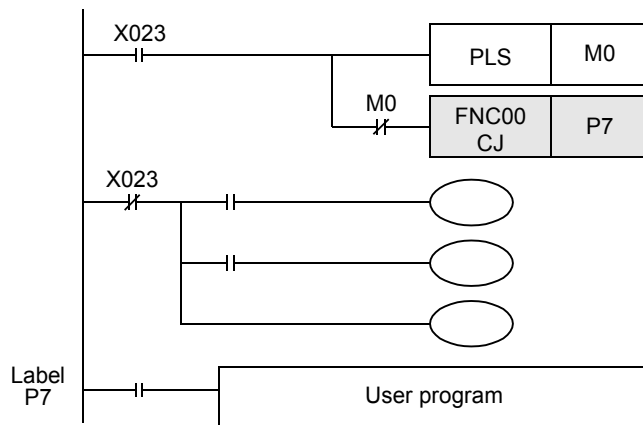 X023
PLS M0
M0
FNC00
CJ
P7
X023
Label
P7
User program